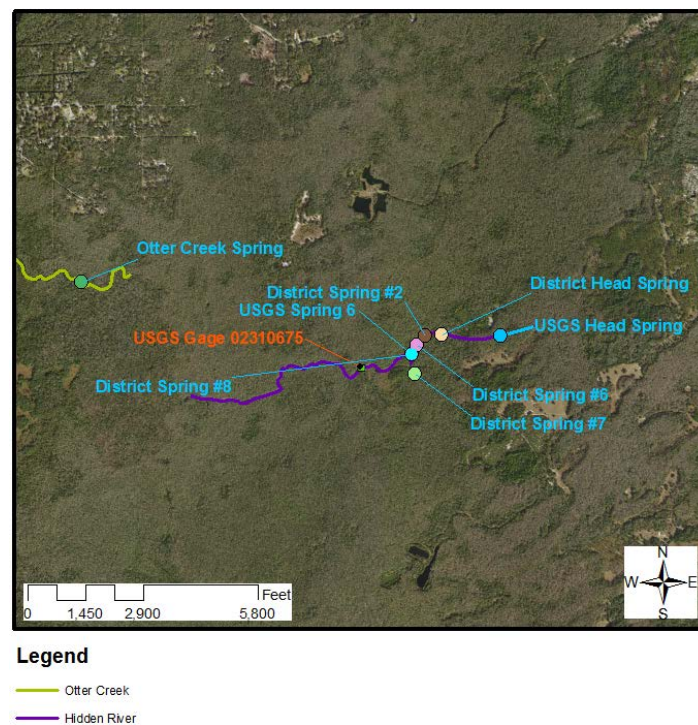 Otter Creek Spring
District Spring #2
District Head Spring
USGS Spring 6
USGS Head Spring
USGS Gage 02310675
District Spring #8
District Spring #6
District Spring #7
N
W E
S
Feet
0 1,450 2,900 5,800
Legend
Otter Creek
Hidden River